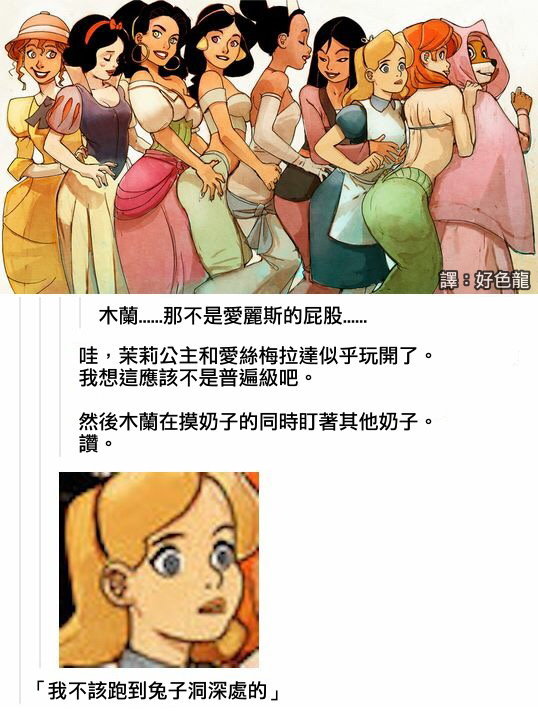 譯：好色龍
木蘭......那不是愛麗斯的屁股......
哇，茉莉公主和愛絲梅拉達似乎玩開了。
我想這應該不是普遍級吧。
然後木蘭在摸奶子的同時盯著其他奶子。
讚。
「我不該跑到兔子洞深處的」